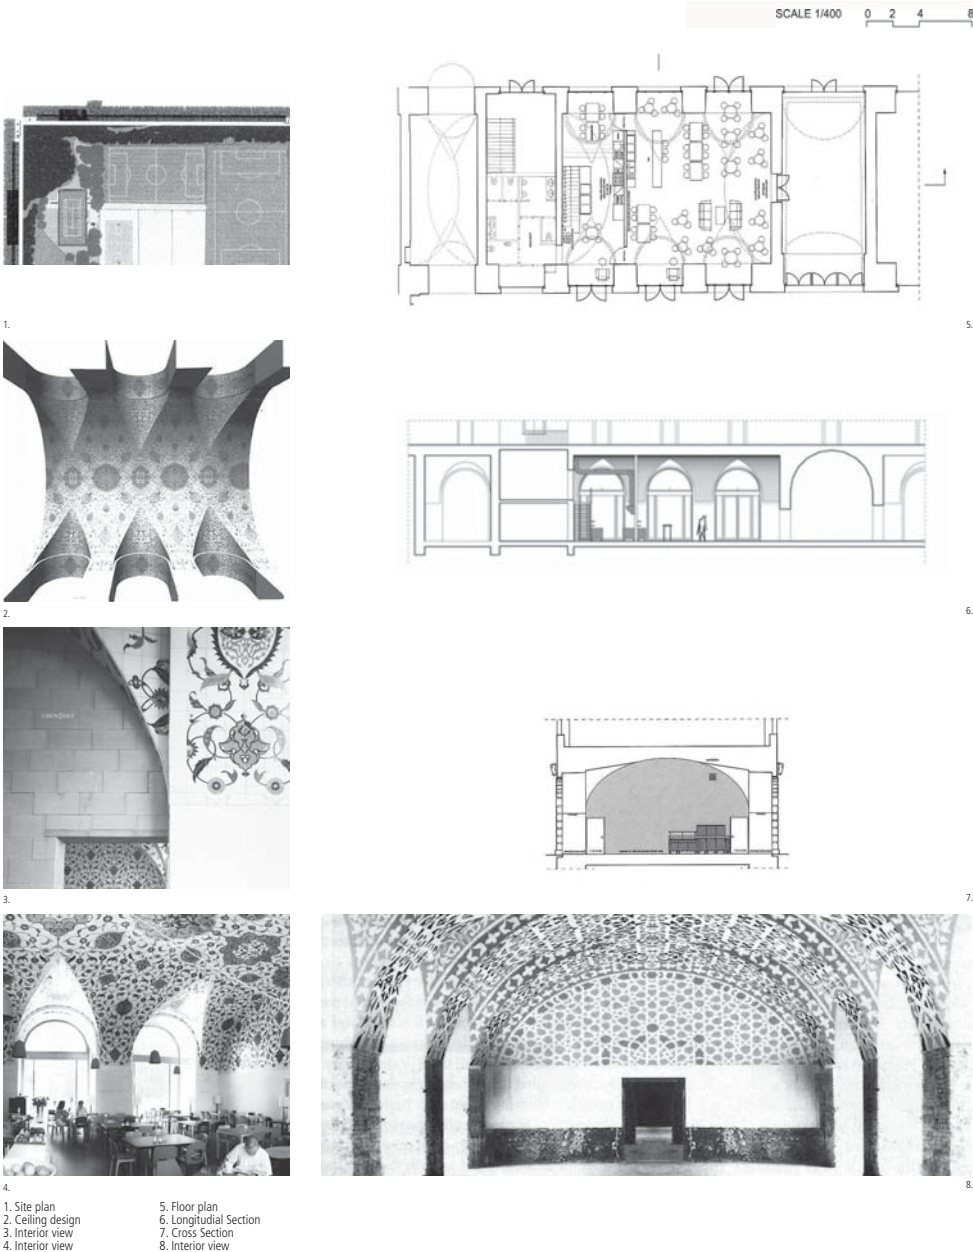 SCALE 1/400 0 2 4 8
1.
5.
2.
6.
3.
7.
4.
8.
1. Site plan
2. Ceiling design
3. Interior view
4. Interior view
5. Floor plan
6. Longitudial Section
7. Cross Section
8. Interior view